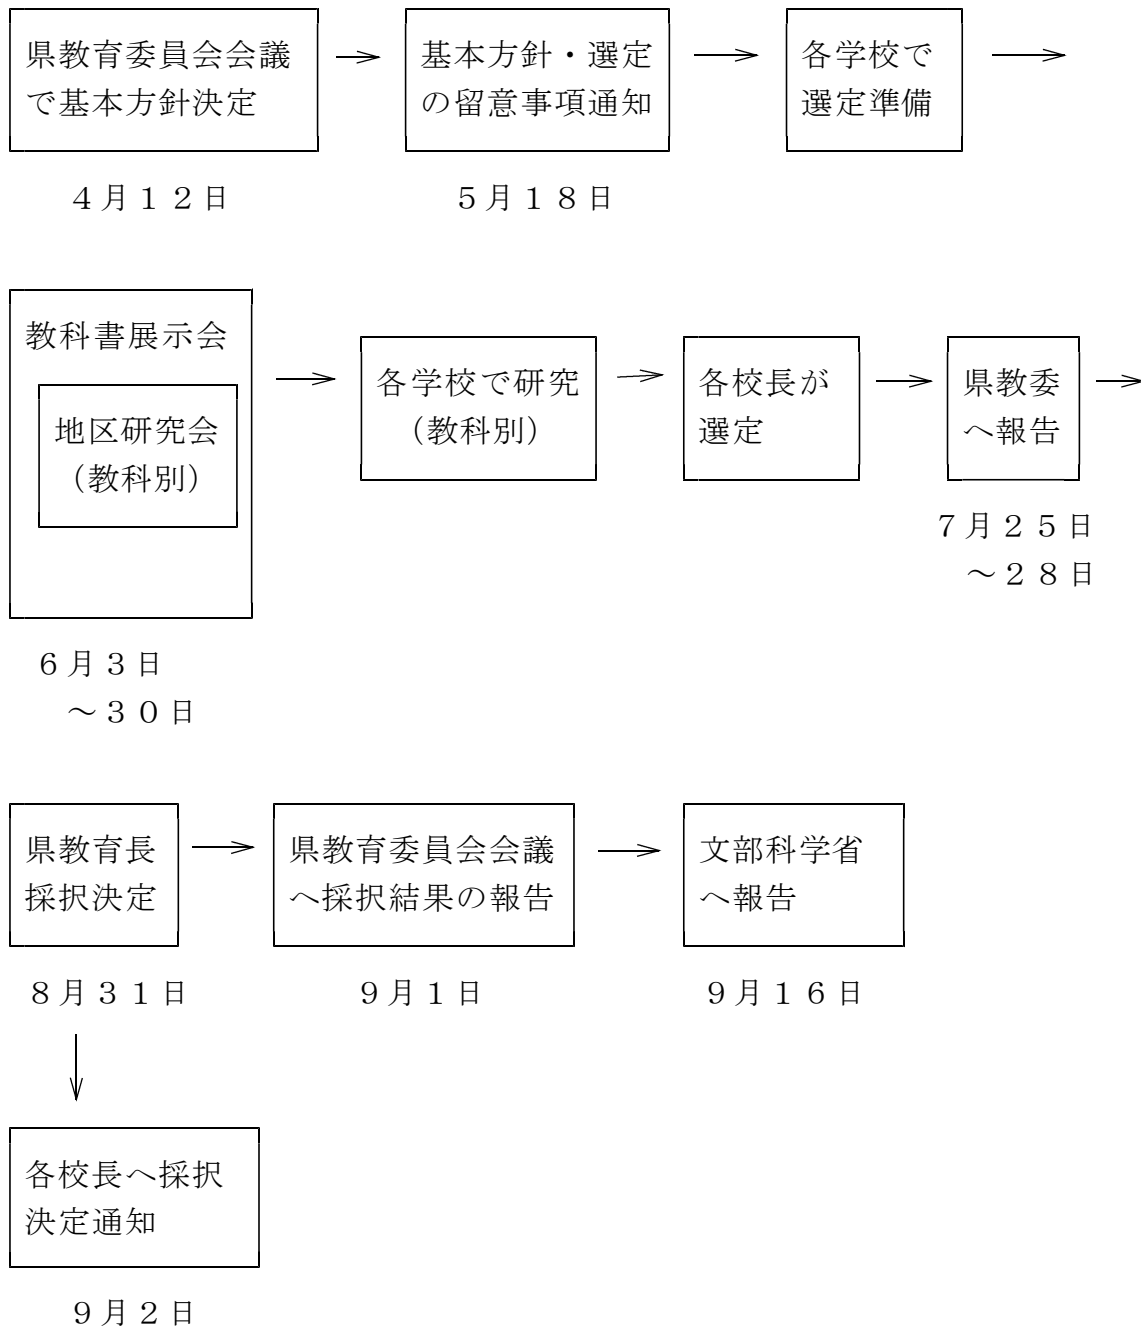 県教育委員会会議
で基本方針決定
４月１２日
基本方針・選定
の留意事項通知
５月１８日
各学校で
選定準備
教科書展示会
地区研究会
（教科別）
６月３日
～３０日
各学校で研究
（教科別）
各校長が
選定
県教委
へ報告
７月２５日
～２８日
県教育長
採択決定
８月３１日
県教育委員会会議
へ採択結果の報告
９月１日
文部科学省
へ報告
９月１６日
各校長へ採択
決定通知
９月２日